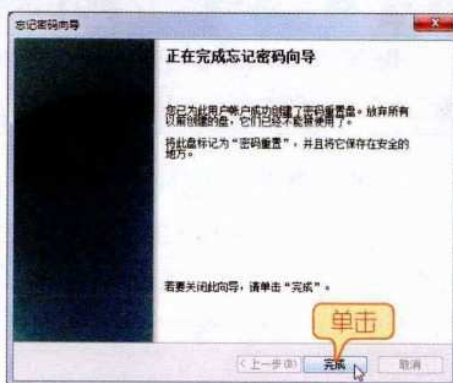 忘记密码向导
正在完成忘记密码向导
您已为此用户帐户成功创建了密码重置盘。放弃所有
以前创建的盘，它们已经不能被使用了。
将此盘标记为“密码重置”，并且将它保存在安全的
地方。
若要关闭此向导，请单击“完成”。
单击
< 上一步(B)
完成
取消